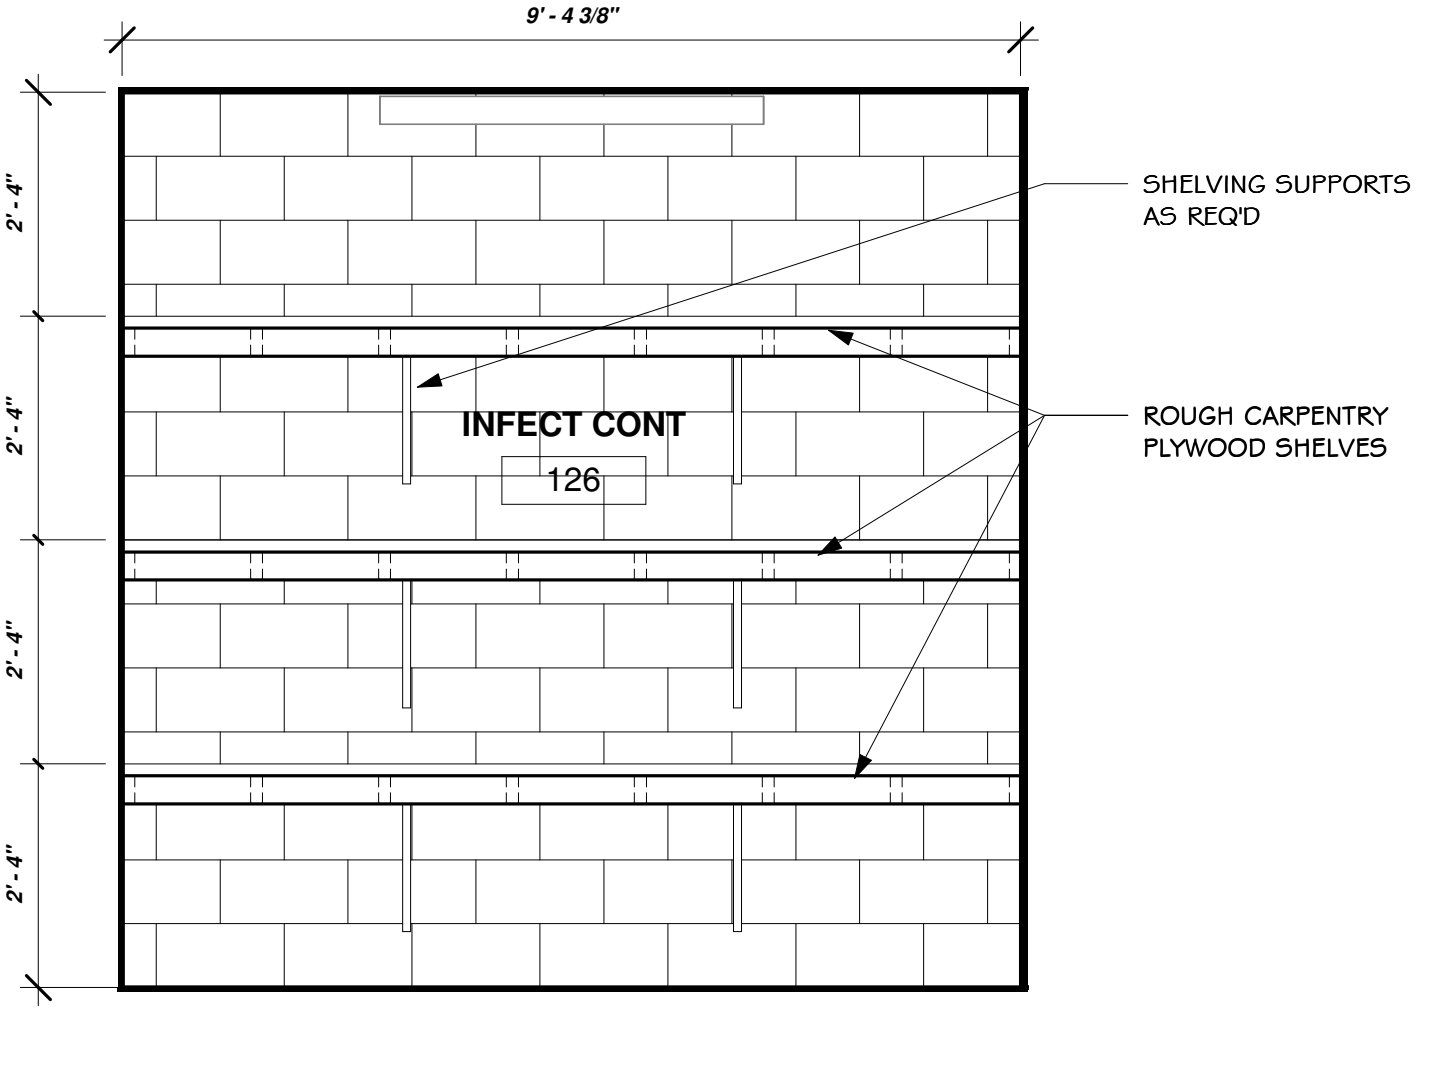 9' - 4 3/8"
2' - 4"
SHELVING SUPPORTS
AS REQ'D
2' - 4"
INFECT CONT
126
ROUGH CARPENTRY
PLYWOOD SHELVES
2' - 4"
2' - 4"